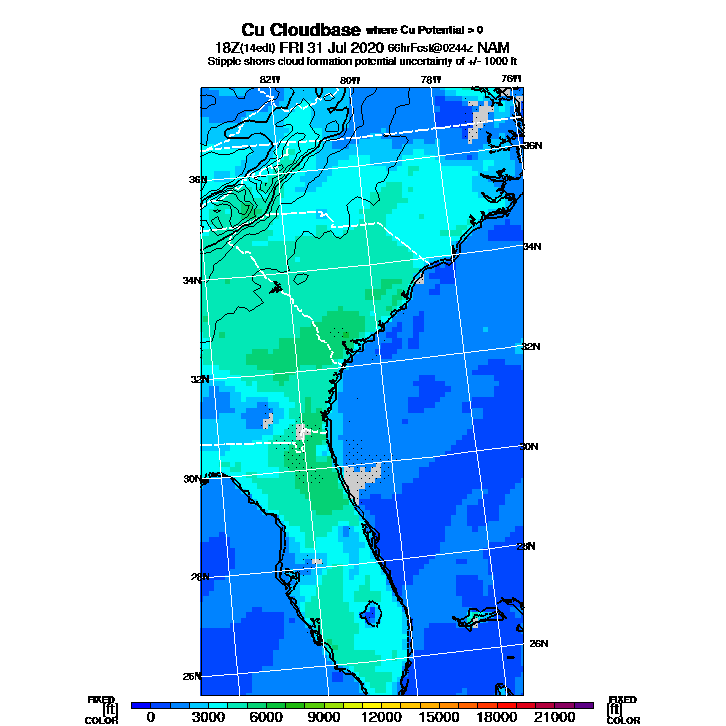 Cu Cloudbase where Cu Potential > 0
18Z(14edt) FRI 31 Jul 2020 66hrFcst@0244z NAM
Stipple shows cloud formation potential uncertainty of +/- 1000 ft
82W 80W 78W 76W
36N
36N
34N
34N
32N
32N
30N
30N
28N
28N
26N
26N
FIXED [ft] COLOR
0 3000 6000 9000 12000 15000 18000 21000
FIXED [ft] COLOR